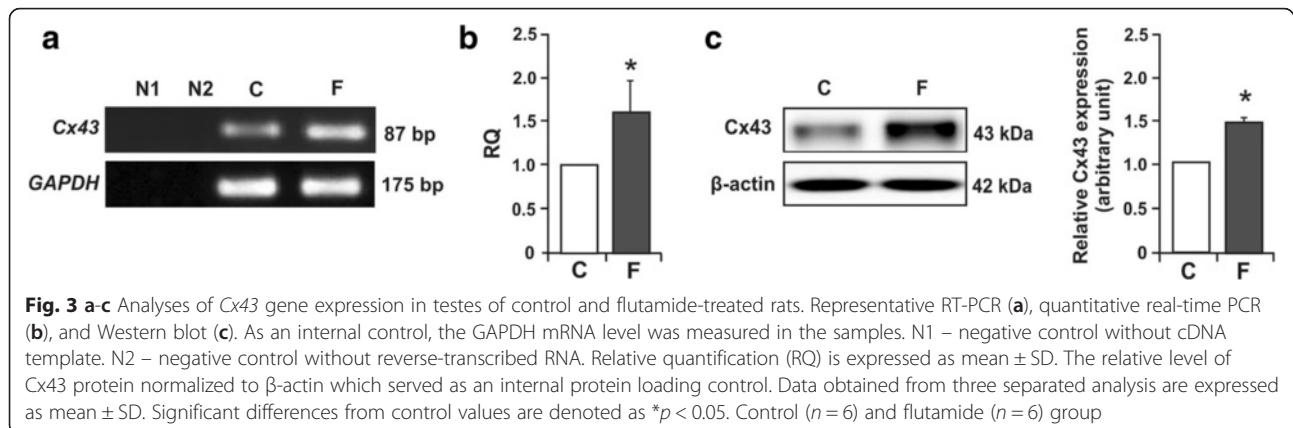 a
N1 N2 C F
Cx43 87 bp
GAPDH 175 bp
b
2.5
2.0
1.5
1.0
0.5
0
RQ
*
C F
c
C F
Cx43 43 kDa
β-actin 42 kDa
Relative Cx43 expression
(arbitrary unit)
2.5
2.0
1.5
1.0
0.5
0
*
C F
Fig. 3 a-c Analyses of Cx43 gene expression in testes of control and flutamide-treated rats. Representative RT-PCR (a), quantitative real-time PCR
(b), and Western blot (c). As an internal control, the GAPDH mRNA level was measured in the samples. N1 – negative control without cDNA
template. N2 – negative control without reverse-transcribed RNA. Relative quantification (RQ) is expressed as mean ± SD. The relative level of
Cx43 protein normalized to β-actin which served as an internal protein loading control. Data obtained from three separated analysis are expressed
as mean ± SD. Significant differences from control values are denoted as *p < 0.05. Control (n = 6) and flutamide (n = 6) group